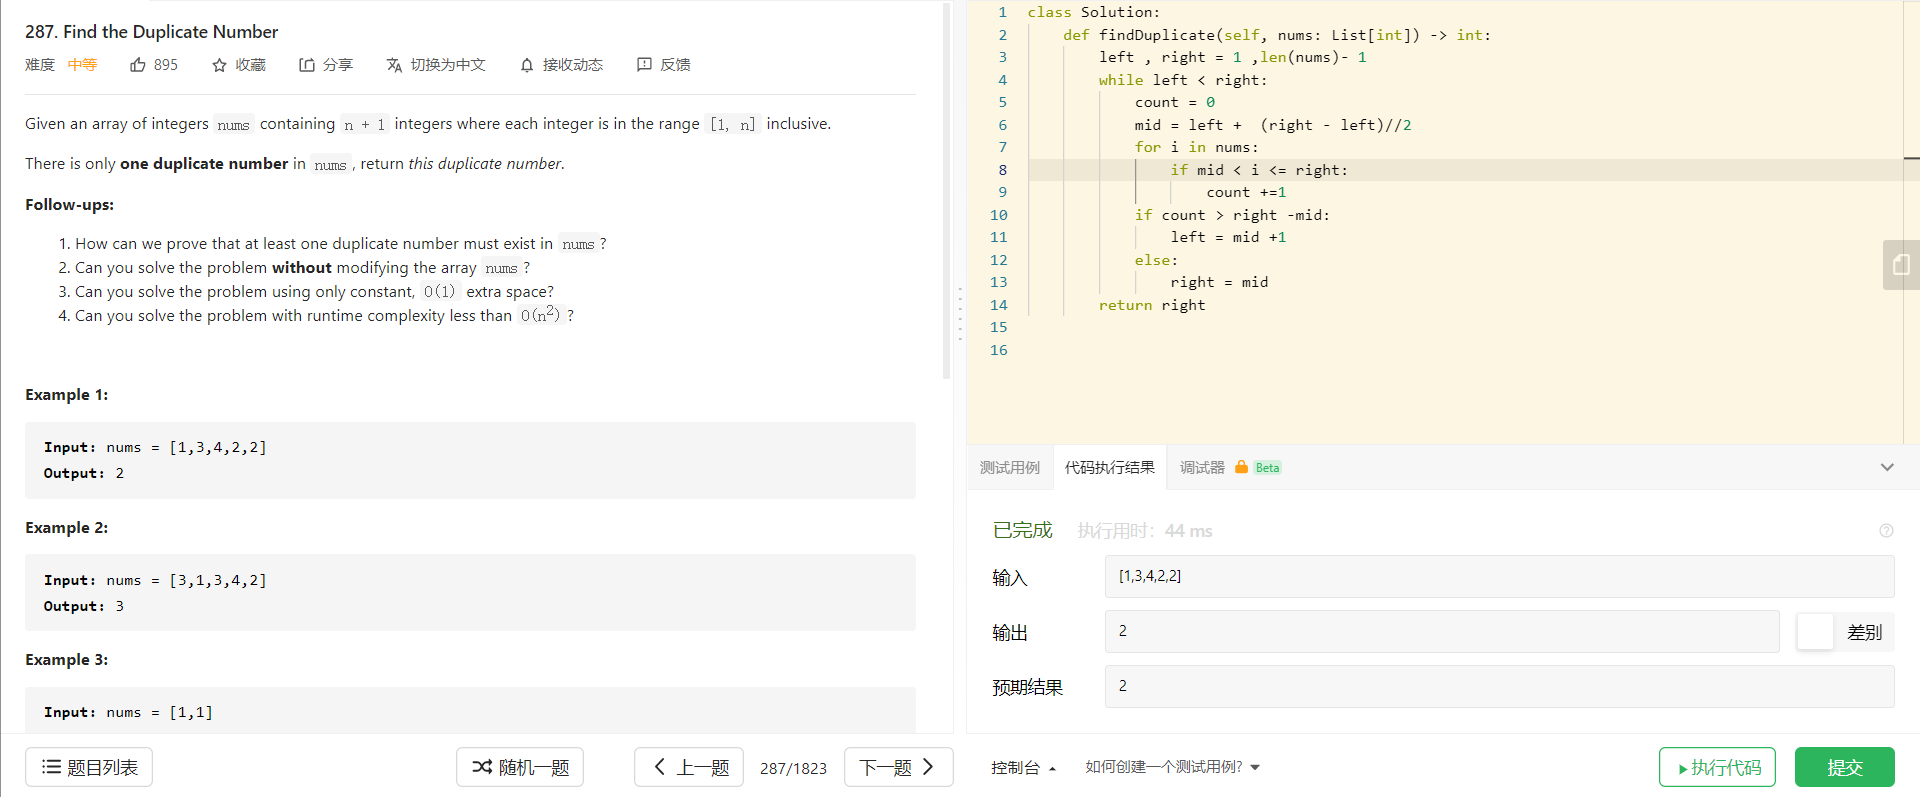 287. Find the Duplicate Number
难度 中等 895 收藏 分享 切换为中文 接收动态 反馈
Given an array of integers nums containing n + 1 integers where each integer is in the range [1, n] inclusive.
There is only one duplicate number in nums , return this duplicate number.
Follow-ups:
1. How can we prove that at least one duplicate number must exist in nums ?
2. Can you solve the problem without modifying the array nums ?
3. Can you solve the problem using only constant, O(1) extra space?
4. Can you solve the problem with runtime complexity less than O(n²) ?
Example 1:
Input: nums = [1,3,4,2,2]
Output: 2
Example 2:
Input: nums = [3,1,3,4,2]
Output: 3
Example 3:
Input: nums = [1,1]
题目列表 随机一题 上一题 287/1823 下一题
1 class Solution:
2 def findDuplicate(self, nums: List[int]) -> int:
3 left , right = 1 ,len(nums)- 1
4 while left < right:
5 count = 0
6 mid = left +  (right - left)//2
7 for i in nums:
8 if mid < i <= right:
9 count +=1
10 if count > right -mid:
11 left = mid +1
12 else:
13 right = mid
14 return right
15
16
测试用例 代码执行结果 调试器 Beta
已完成 执行用时: 44 ms
输入 [1,3,4,2,2]
输出 2 差别
预期结果 2
控制台 如何创建一个测试用例? 执行代码 提交